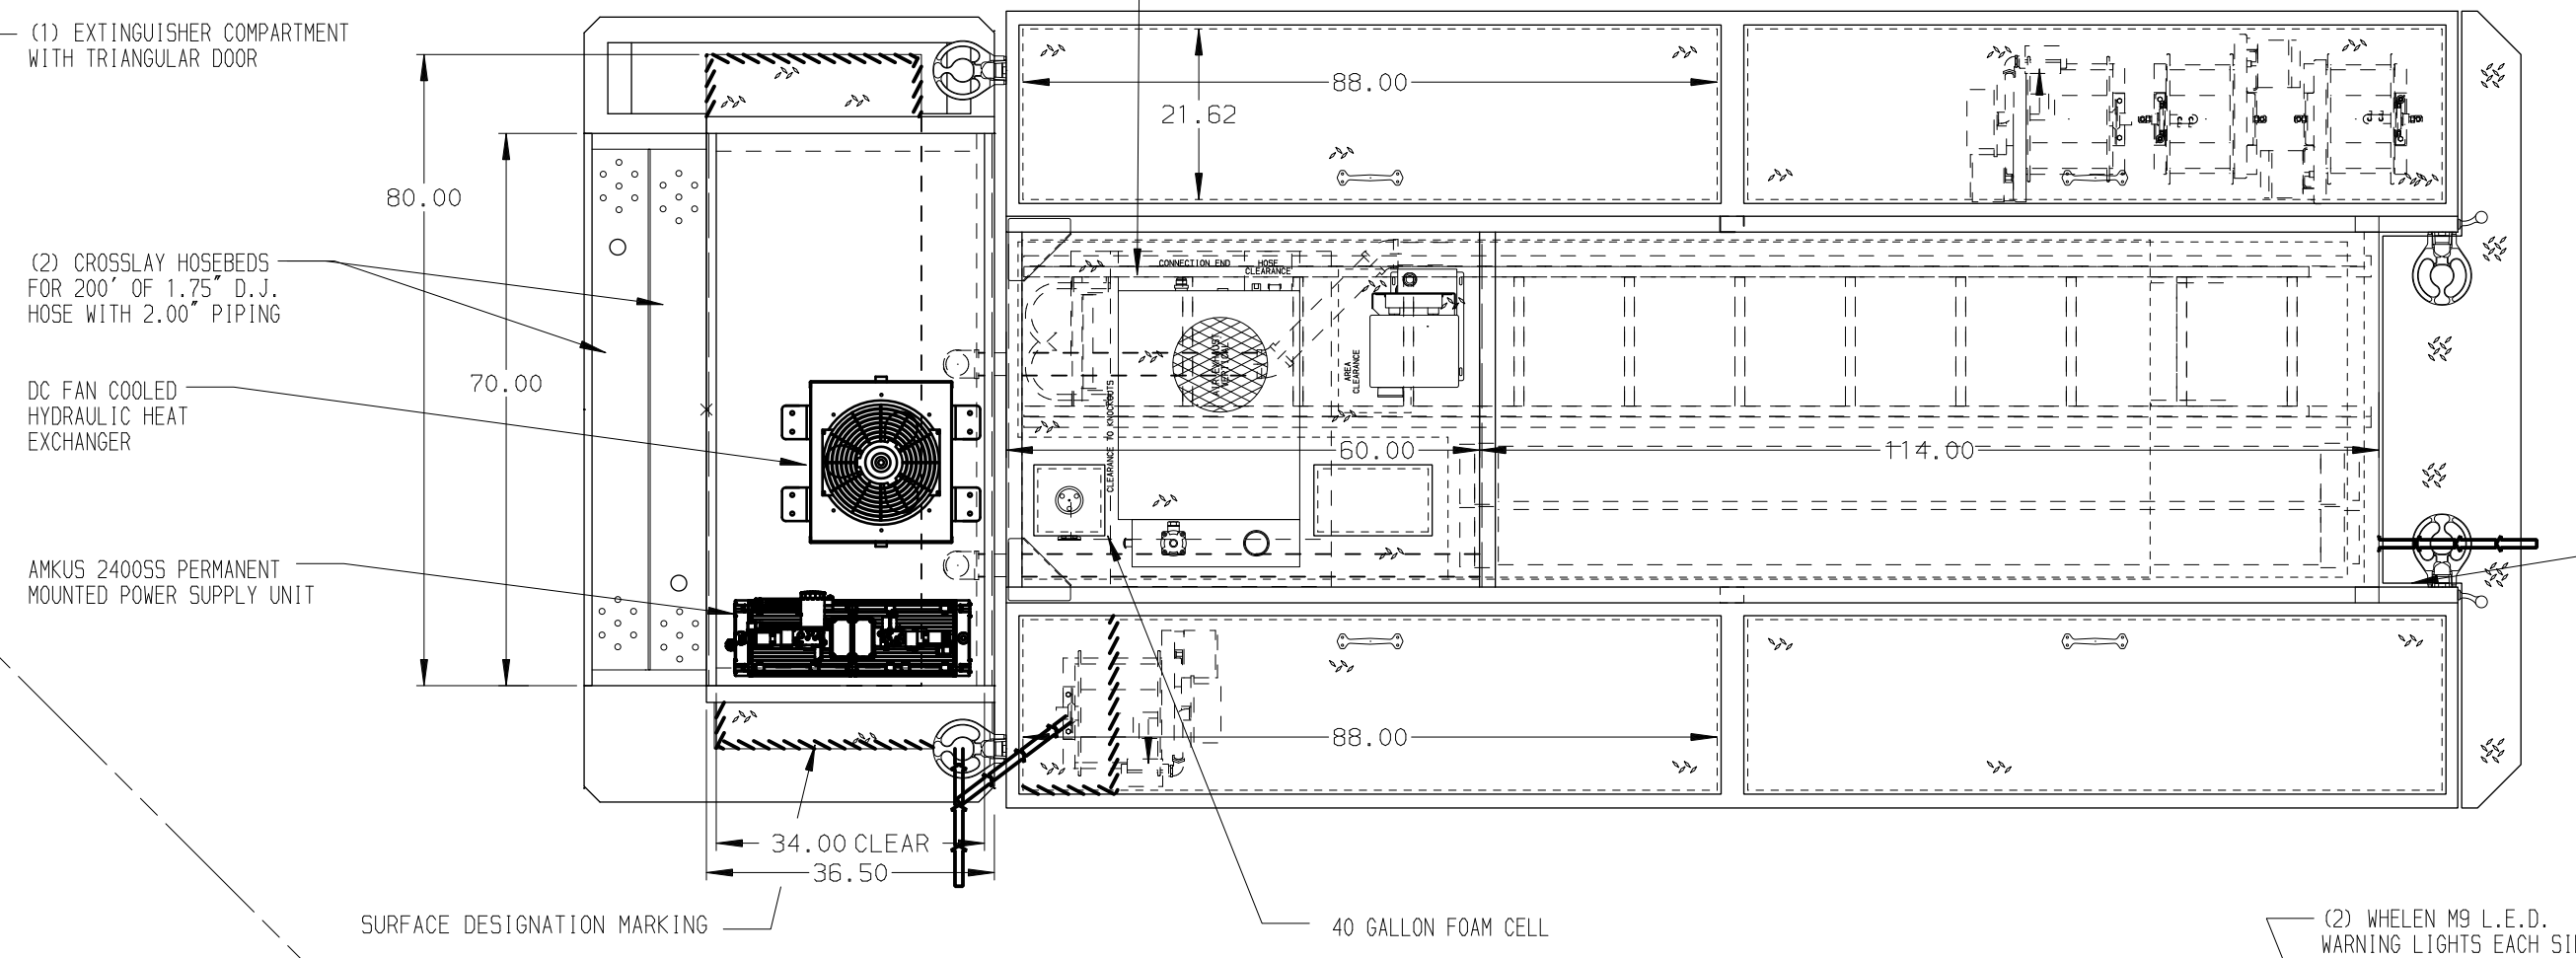 (1) EXTINGUISHER COMPARTMENT
WITH TRIANGULAR DOOR
88.00
21.62
80.00
(2) CROSSLAY HOSEBEDS
FOR 200' OF 1.75" D.J.
HOSE WITH 2.00" PIPING
CONNECTION END
HOSE
CLEARANCE
AIRVIEW MOST
VERTICAL
AREA
CLEARANCE
CLEARANCE TO KNOCKOUTS
70.00
DC FAN COOLED
HYDRAULIC HEAT
EXCHANGER
60.00
114.00
AMKUS 2400SS PERMANENT
MOUNTED POWER SUPPLY UNIT
88.00
34.00 CLEAR
36.50
SURFACE DESIGNATION MARKING
40 GALLON FOAM CELL
(2) WHELEN M9 L.E.D.
WARNING LIGHTS EACH